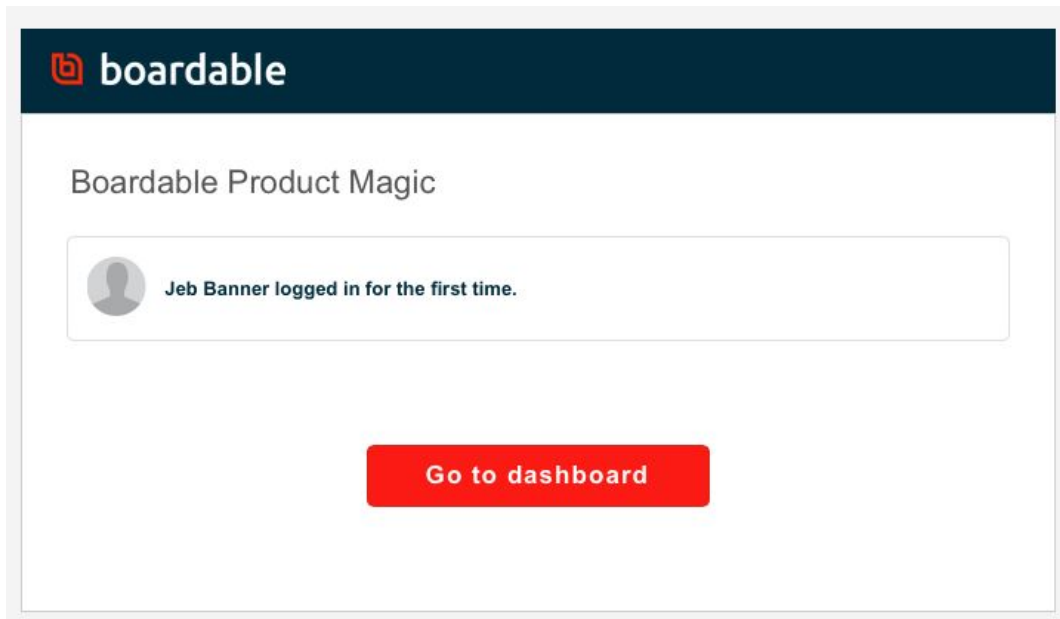 boardable
Boardable Product Magic
Jeb Banner logged in for the first time.
Go to dashboard